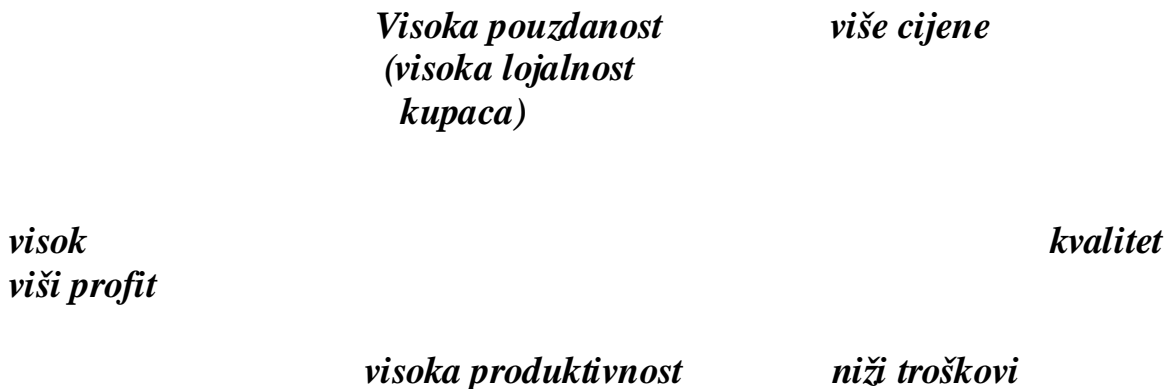 Visoka pouzdanost više cijene
(visoka lojalnost
kupaca)
visok kvalitet
viši profit
visoka produktivnost niži troškovi